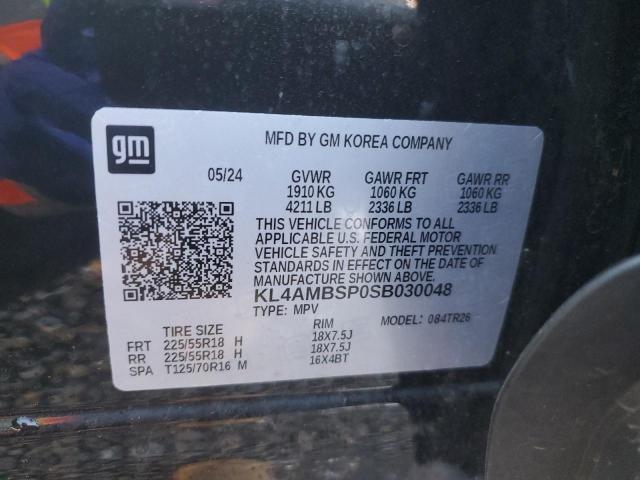 gm
MFD BY GM KOREA COMPANY
05/24 GVWR GAWR FRT GAWR RR
1910 KG 1060 KG 1060 KG
4211 LB 2336 LB 2336 LB
THIS VEHICLE CONFORMS TO ALL
APPLICABLE U.S. FEDERAL MOTOR
VEHICLE SAFETY AND THEFT PREVENTION
STANDARDS IN EFFECT ON THE DATE OF
MANUFACTURE SHOWN ABOVE.
KL4AMBSP0SB030048
TYPE: MPV MODEL: 084TR26
TIRE SIZE RIM
FRT 225/55R18 H 18X7.5J
RR 225/55R18 H 18X7.5J
SPA T125/70R16 M 16X4BT